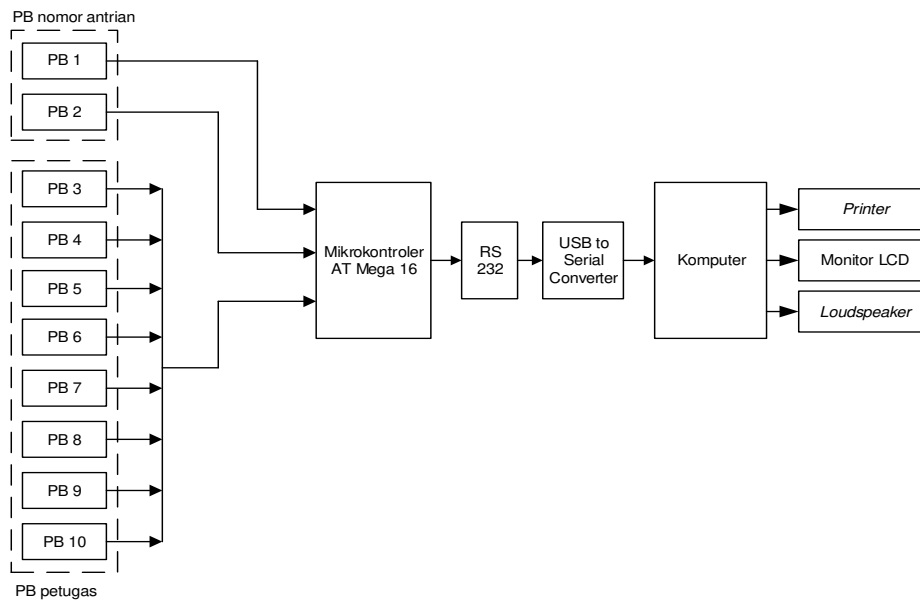 PB nomor antrian
PB 1
PB 2
PB 3
PB 4
PB 5
PB 6
PB 7
PB 8
PB 9
PB 10
PB petugas
Mikrokontroler
AT Mega 16
RS
232
USB to
Serial
Converter
Komputer
Printer
Monitor LCD
Loudspeaker